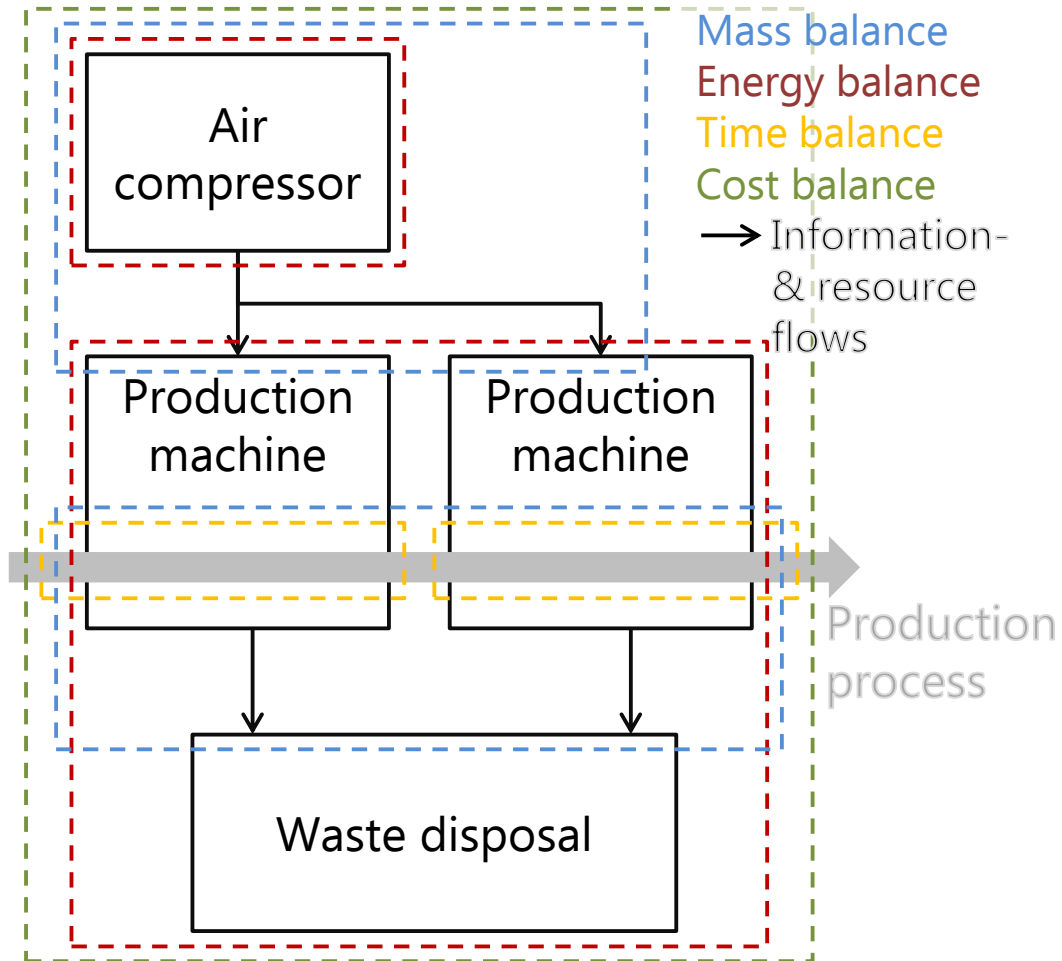 Mass balance
Energy balance
Time balance
Cost balance
Information-
& resource
flows
Air
compressor
Production
machine
Production
machine
Production
process
Waste disposal